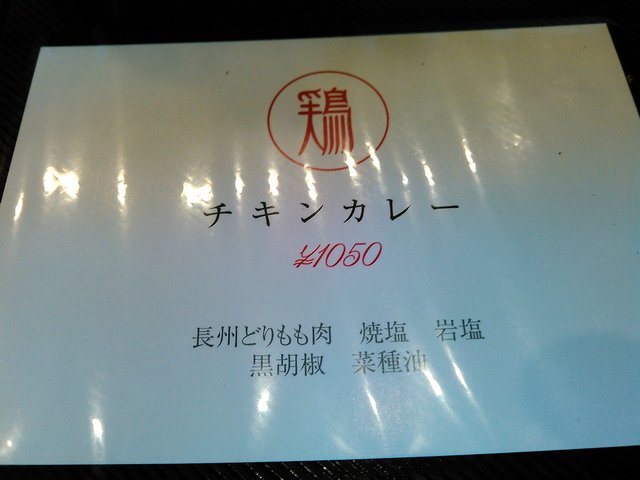 鶏
チキンカレー
¥1050
長州どりもも肉　焼塩　岩塩
黒胡椒　菜種油